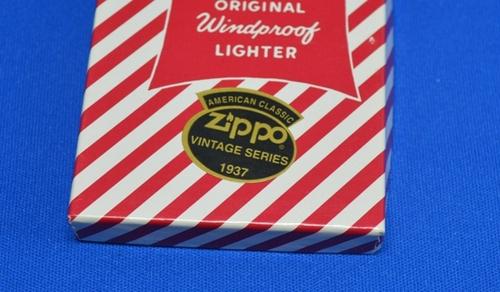 ORIGINAL
Windproof
LIGHTER
AMERICAN CLASSIC
Zippo®
VINTAGE SERIES
1937